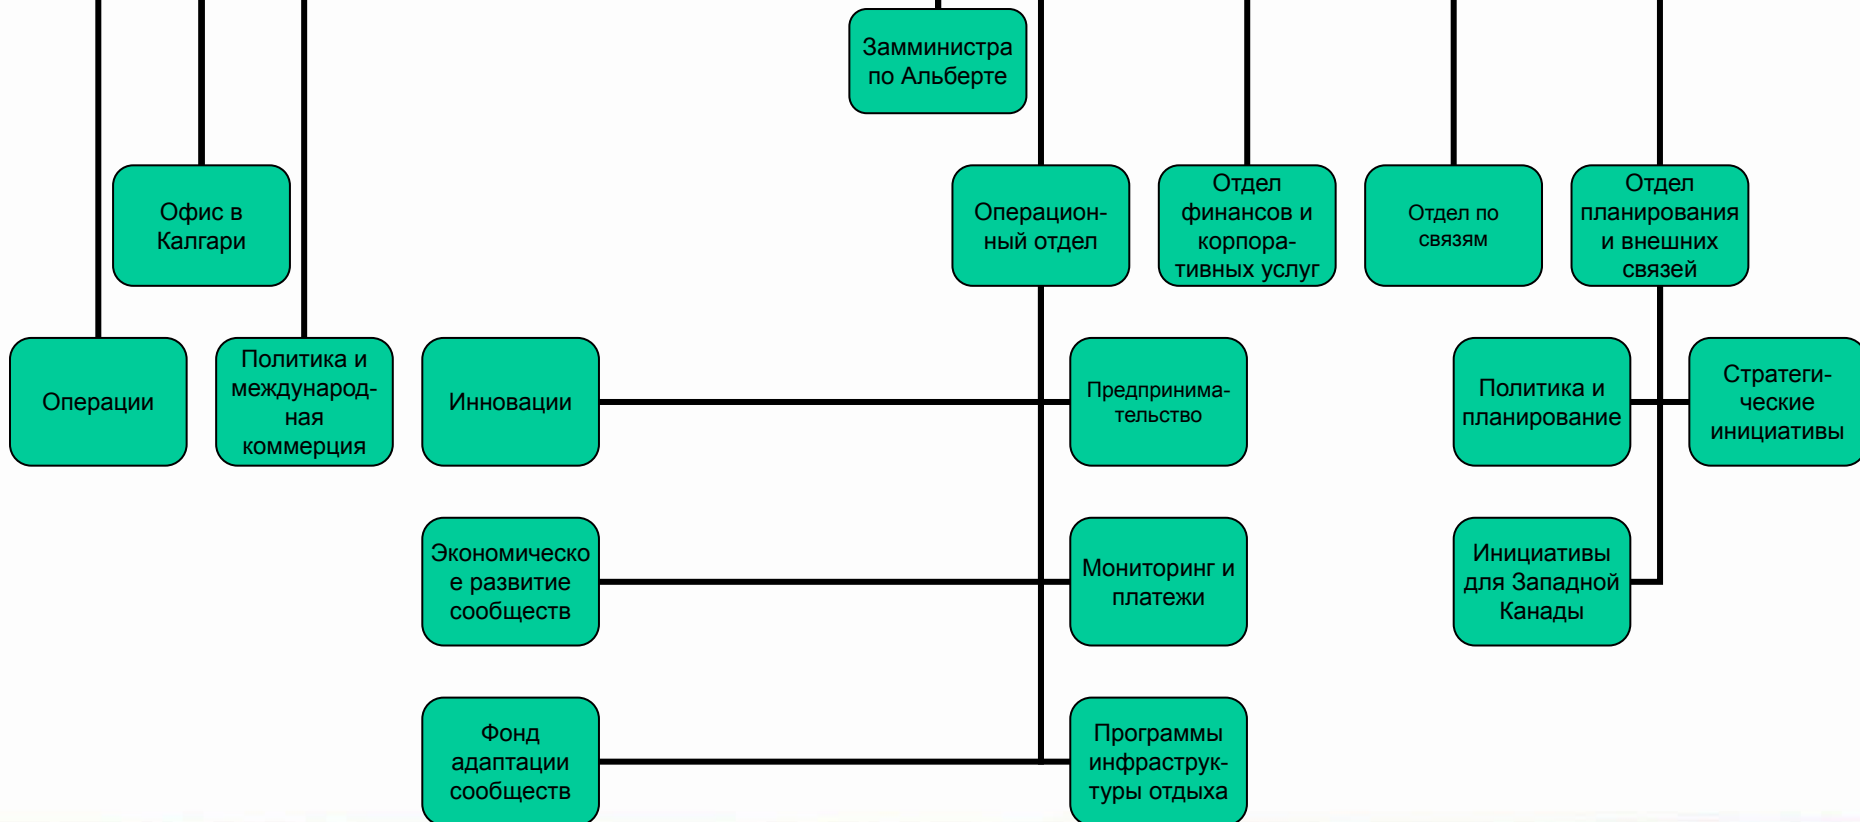 Замминистра
по Альберте
Офис в
Калгари
Операцион-
ный отдел
Отдел
финансов и
корпора-
тивных услуг
Отдел по
связям
Отдел
планирования
и внешних
связей
Операции
Политика и
международ-
ная
коммерция
Инновации
Предпринима-
тельство
Политика и
планирование
Стратеги-
ческие
инициативы
Экономическо
е развитие
сообществ
Мониторинг и
платежи
Инициативы
для Западной
Канады
Фонд
адаптации
сообществ
Программы
инфраструк-
туры отдыха